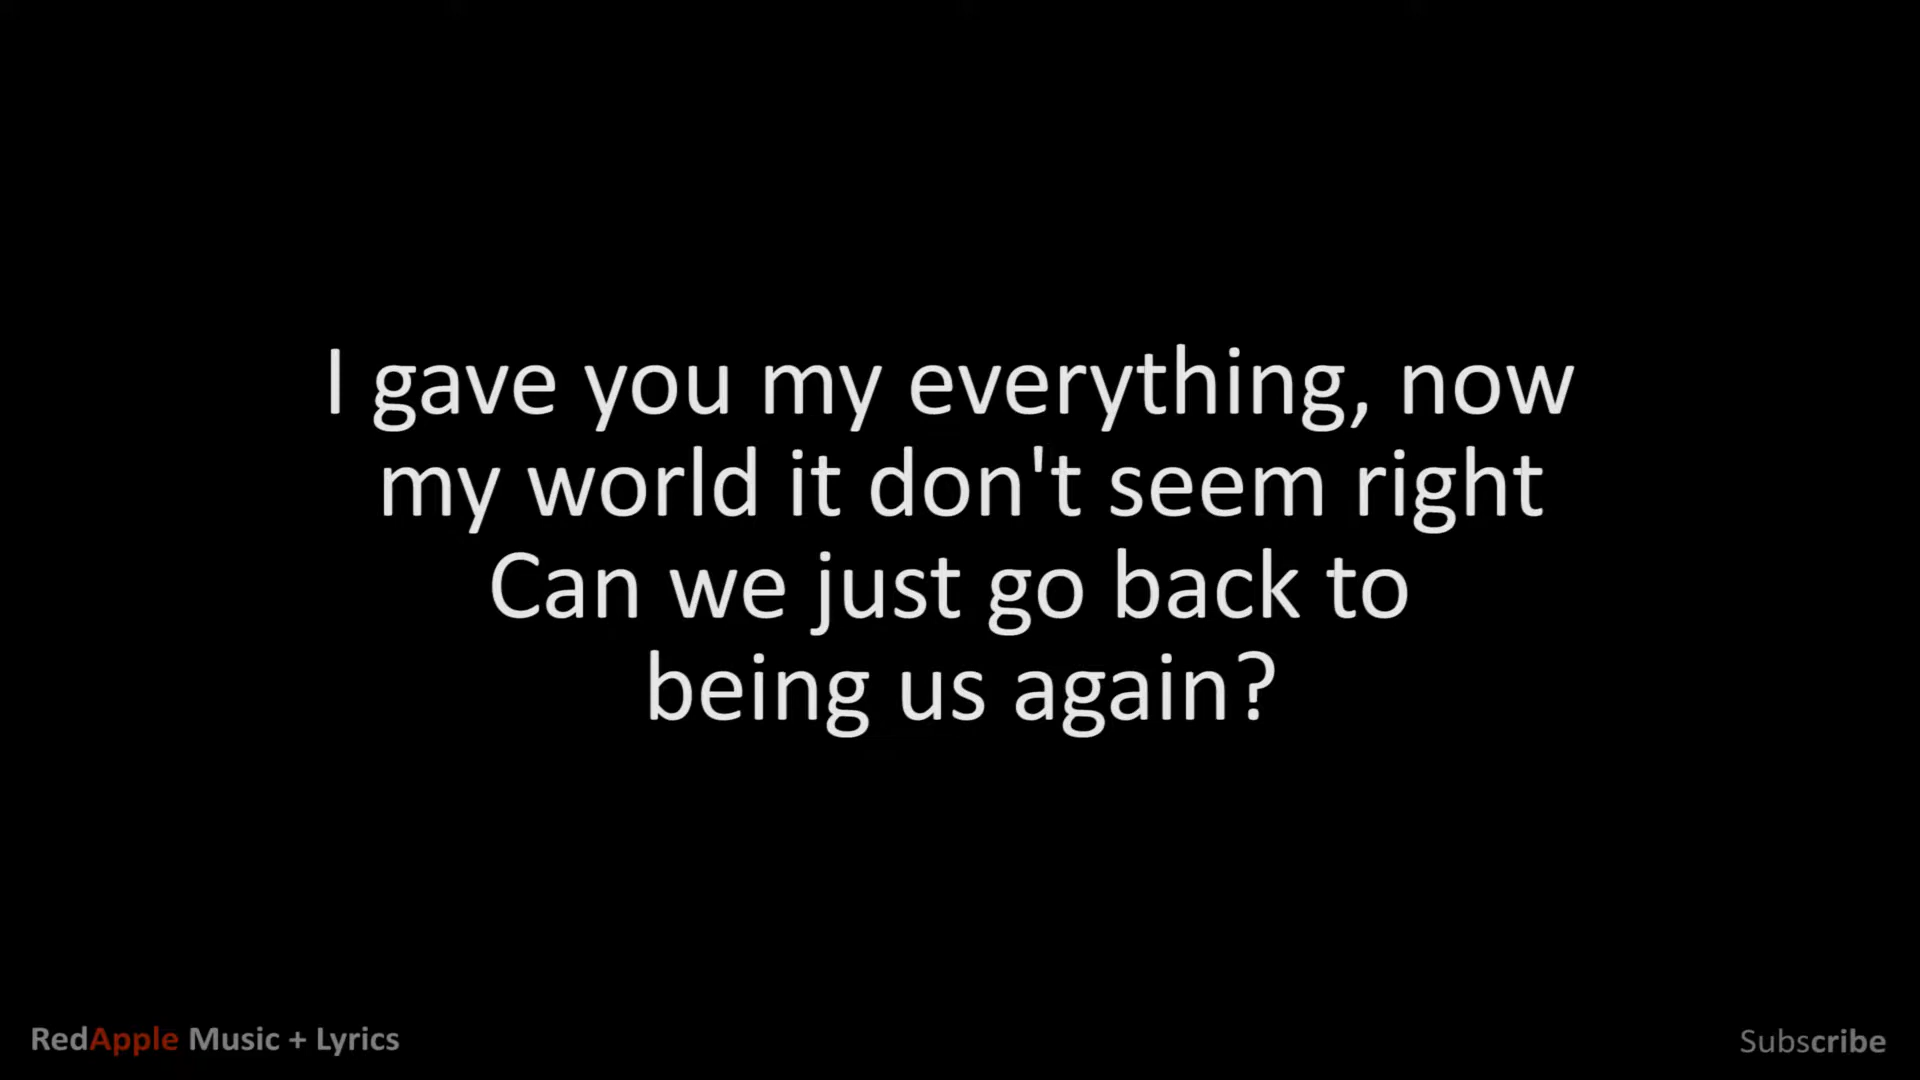 I gave you my everything, now
my world it don't seem right
Can we just go back to
being us again?
RedApple Music + Lyrics
Subscribe